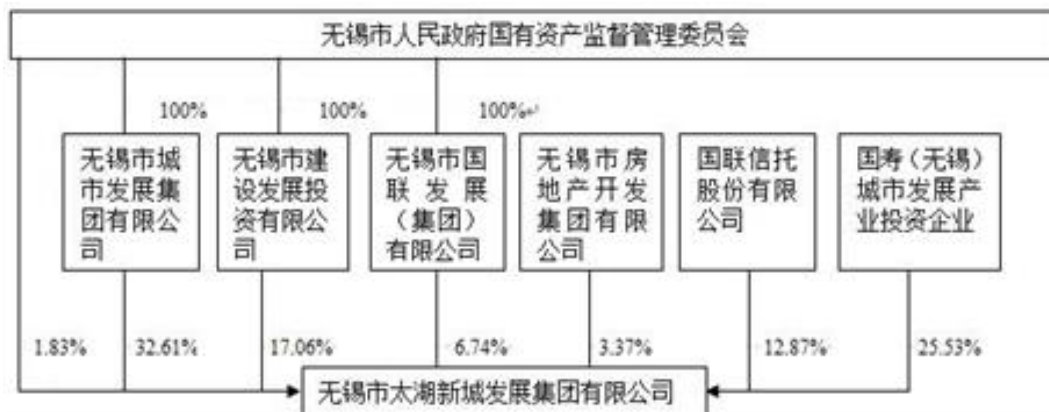 无锡市人民政府国有资产监督管理委员会
100%
100%
100%
无锡市城
市发展集
团有限公
司
无锡市建
设发展投
资有限公
司
无锡市国
联发展
（集团）
有限公司
无锡市房
地产开发
集团有限
公司
国联信托
股份有限
公司
国寿（无锡）
城市发展产
业投资企业
1.83%
32.61%
17.06%
6.74%
3.37%
12.87%
25.53%
无锡市太湖新城发展集团有限公司